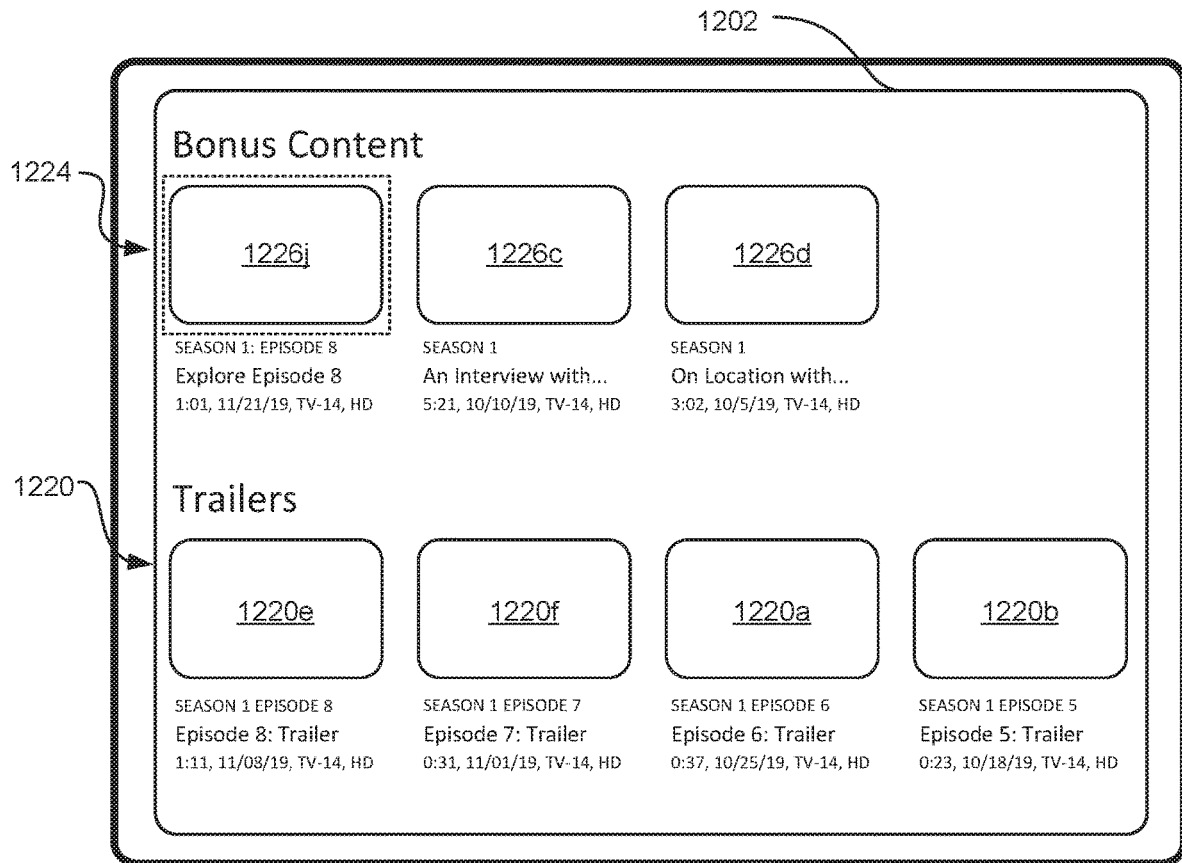 1202
Bonus Content
1224
1226j 1226c 1226d
SEASON 1: EPISODE 8 SEASON 1 SEASON 1
Explore Episode 8 An Interview with... On Location with...
1:01, 11/21/19, TV-14, HD 5:21, 10/10/19, TV-14, HD 3:02, 10/5/19, TV-14, HD
1220
Trailers
1220e 1220f 1220a 1220b
SEASON 1 EPISODE 8 SEASON 1 EPISODE 7 SEASON 1 EPISODE 6 SEASON 1 EPISODE 5
Episode 8: Trailer Episode 7: Trailer Episode 6: Trailer Episode 5: Trailer
1:11, 11/08/19, TV-14, HD 0:31, 11/01/19, TV-14, HD 0:37, 10/25/19, TV-14, HD 0:23, 10/18/19, TV-14, HD